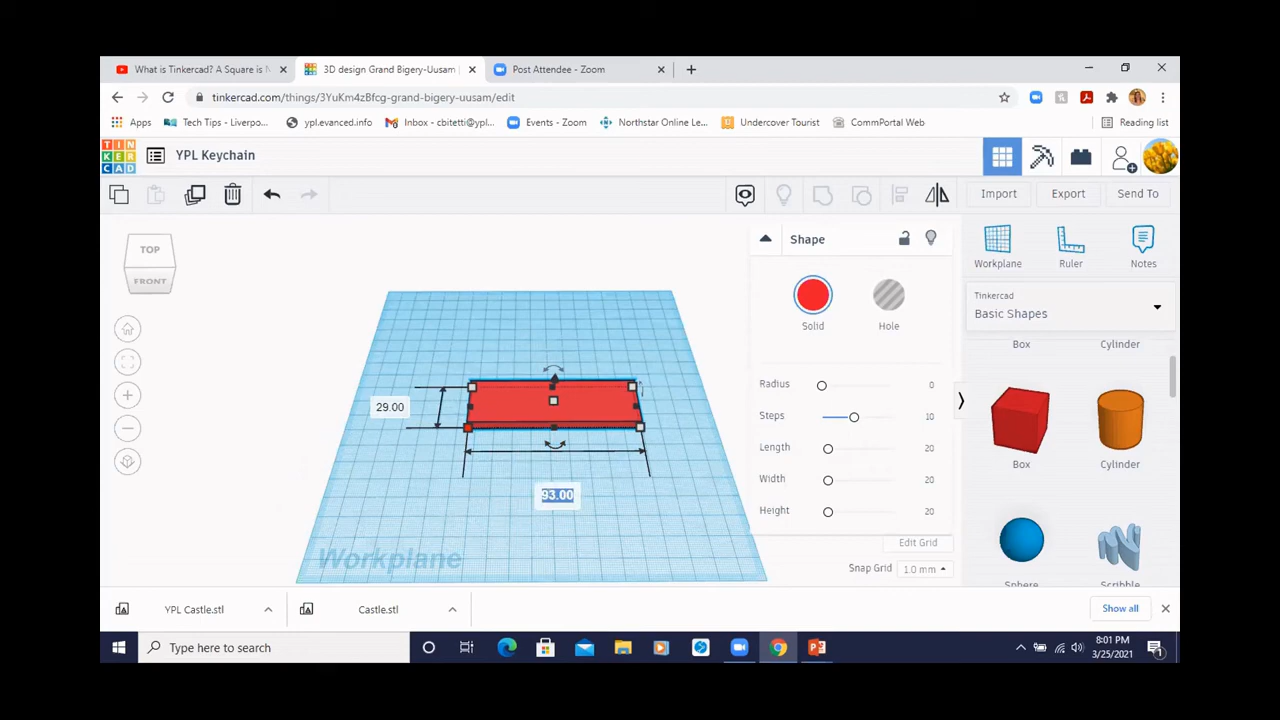 What is Tinkercad? A Square is N
3D design Grand Bigery-Uusam
Post Attendee - Zoom
tinkercad.com/things/3YuKm4zBfcg-grand-bigery-uusam/edit
Apps
Tech Tips - Liverpo...
ypl.evanced.info
Inbox - cbitetti@ypl...
Events - Zoom
Northstar Online Le...
Undercover Tourist
CommPortal Web
Reading list
TIN
KER
CAD
YPL Keychain
Import
Export
Send To
TOP
FRONT
Shape
Workplane
Ruler
Notes
Solid
Hole
Tinkercad
Basic Shapes
Box
Cylinder
Radius 0
Steps 10
Length 20
Width 20
Height 20
29.00
93.00
Box
Cylinder
Workplane
Edit Grid
Snap Grid 1.0 mm
Sphere
Scribble
YPL Castle.stl
Castle.stl
Show all
Type here to search
8:01 PM
3/25/2021
1